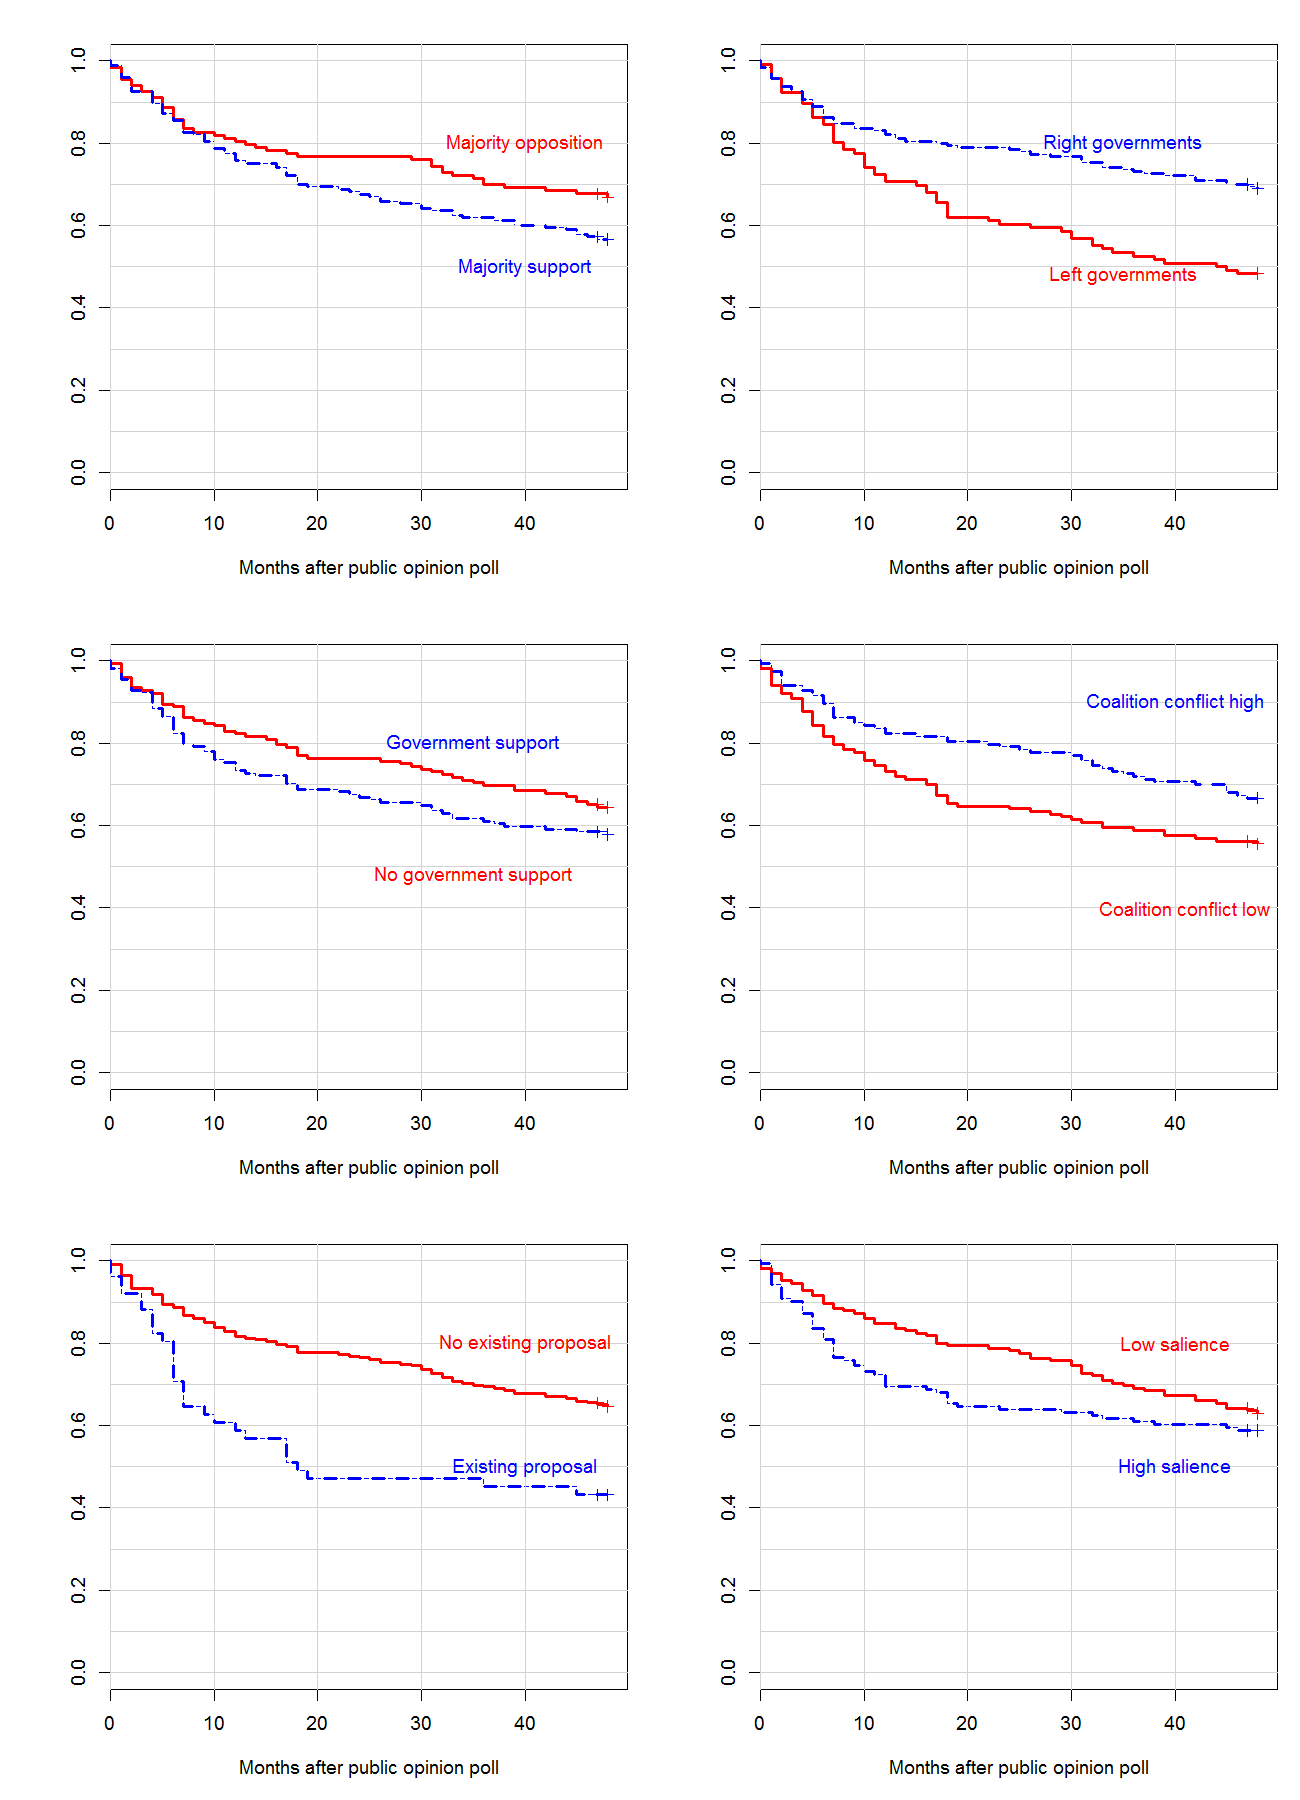 1.0
0.8
0.6
0.4
0.2
0.0
Majority opposition
Majority support
0 10 20 30 40
Months after public opinion poll
1.0
0.8
0.6
0.4
0.2
0.0
Right governments
Left governments
0 10 20 30 40
Months after public opinion poll
1.0
0.8
0.6
0.4
0.2
0.0
Government support
No government support
0 10 20 30 40
Months after public opinion poll
1.0
0.8
0.6
0.4
0.2
0.0
Coalition conflict high
Coalition conflict low
0 10 20 30 40
Months after public opinion poll
1.0
0.8
0.6
0.4
0.2
0.0
No existing proposal
Existing proposal
0 10 20 30 40
Months after public opinion poll
1.0
0.8
0.6
0.4
0.2
0.0
Low salience
High salience
0 10 20 30 40
Months after public opinion poll